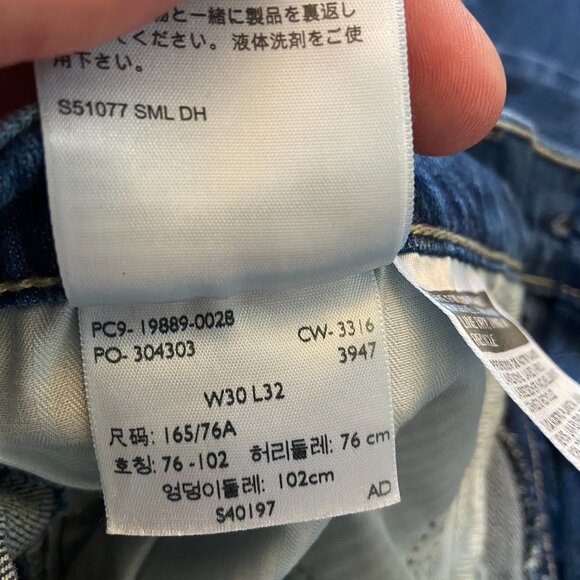 と一緒に製品を裏返し
てください。液体洗剤をご使
用下さい。
S51077 SML DH
PC9- 19889-0028
PO- 304303
CW- 3316
3947
W30 L32
尺码: 165/76A
호칭: 76 -102 허리둘레: 76 cm
엉덩이둘레: 102cm
AD
S40197